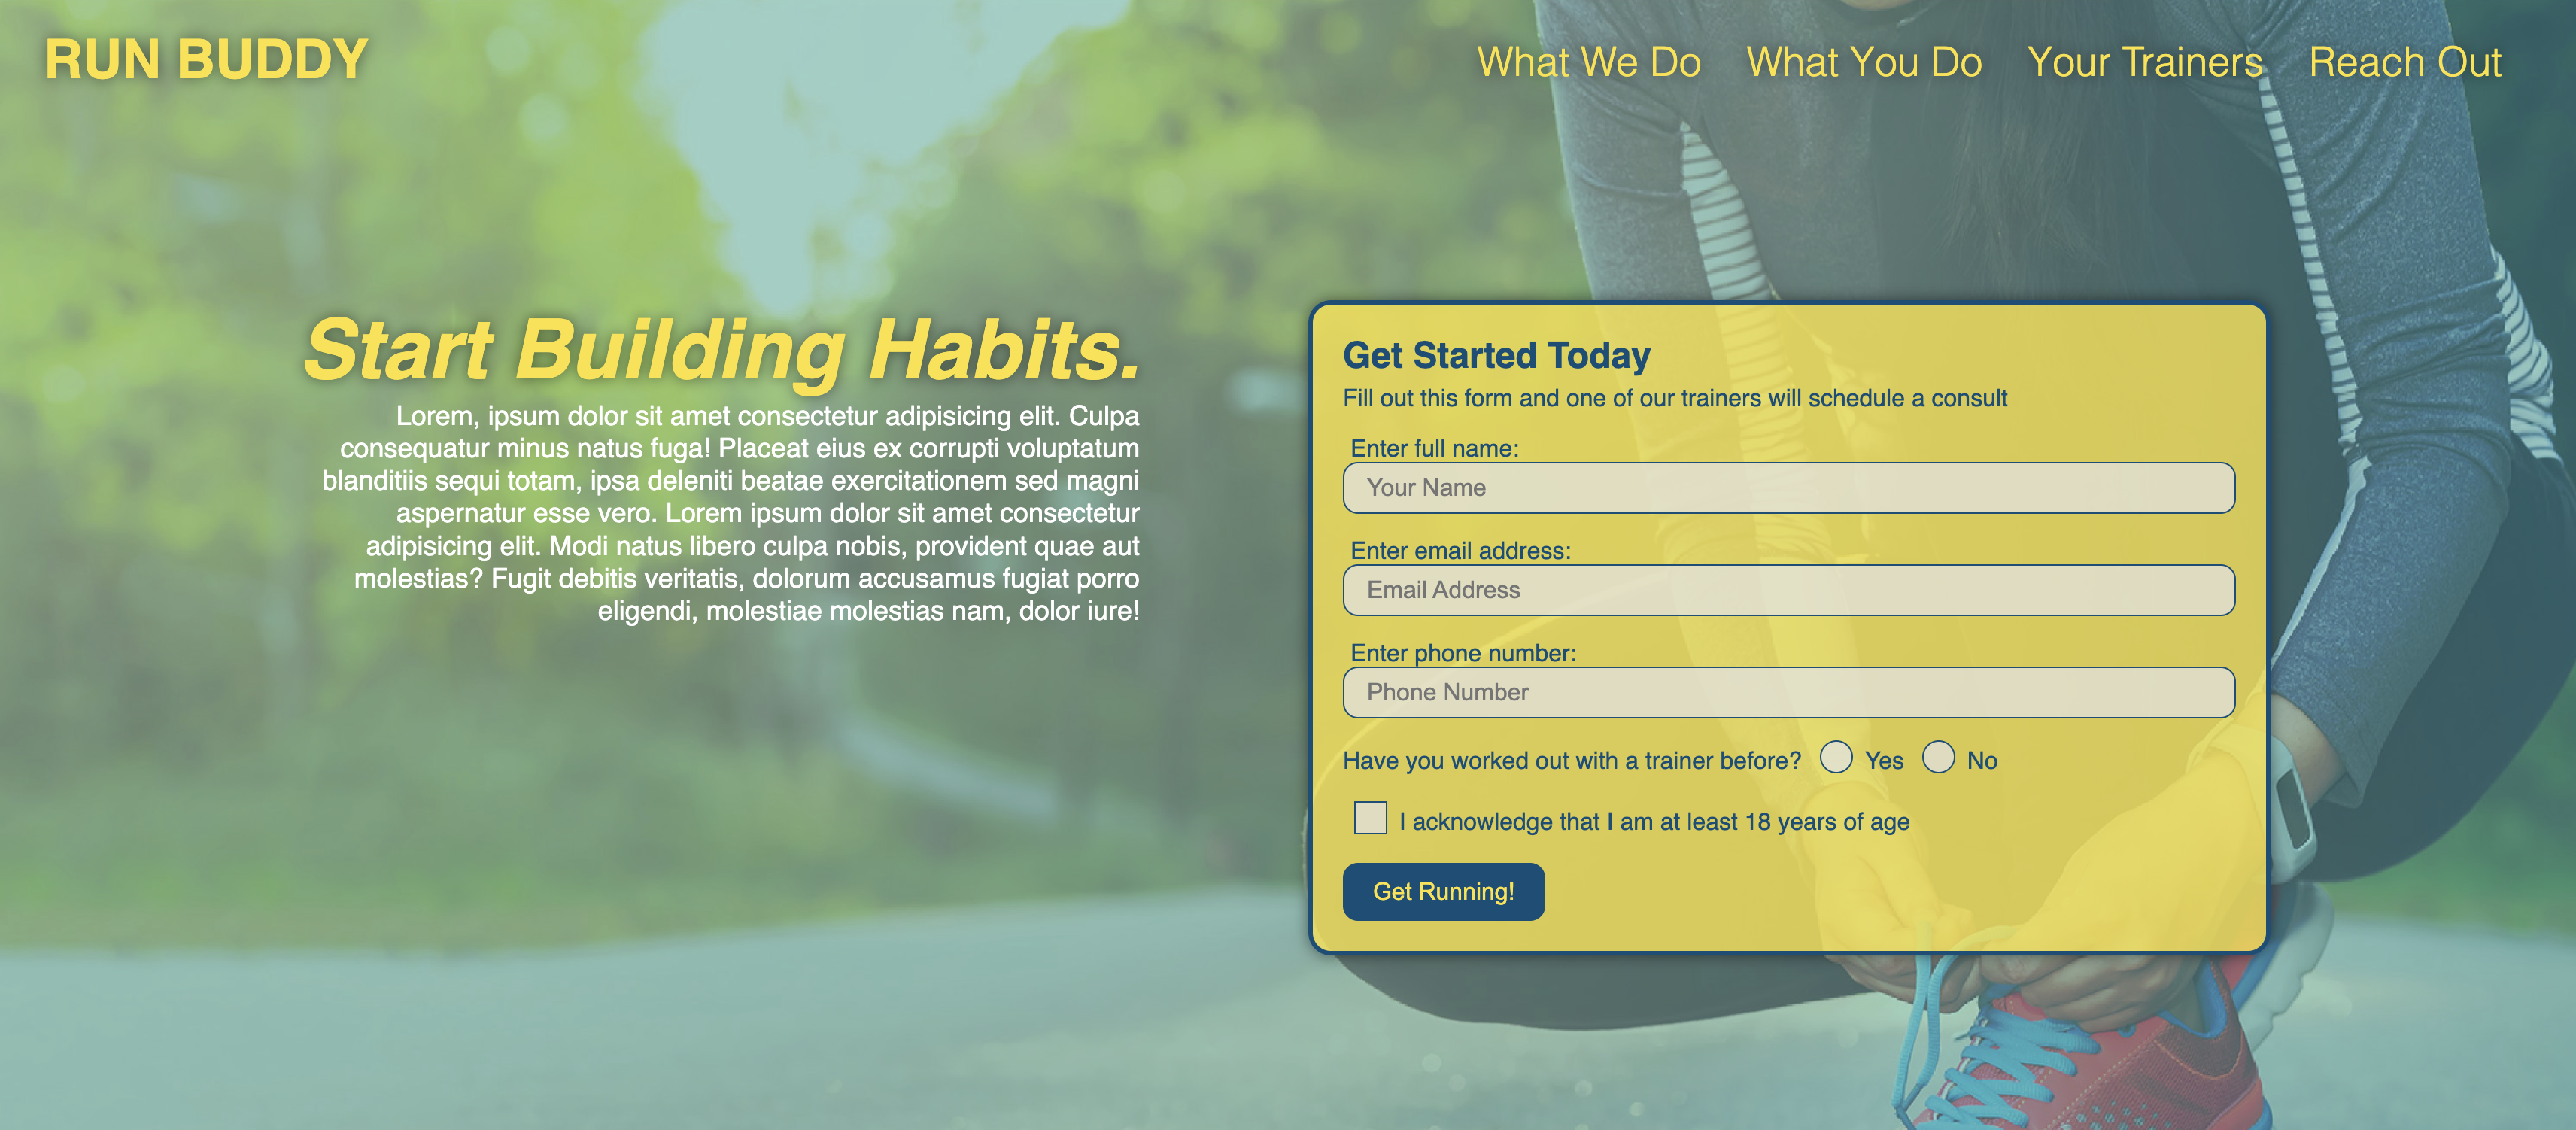 RUN BUDDY
What We Do What You Do Your Trainers Reach Out
Start Building Habits.
Lorem, ipsum dolor sit amet consectetur adipisicing elit. Culpa
consequatur minus natus fuga! Placeat eius ex corrupti voluptatum
blanditiis sequi totam, ipsa deleniti beatae exercitationem sed magni
aspernatur esse vero. Lorem ipsum dolor sit amet consectetur
adipisicing elit. Modi natus libero culpa nobis, provident quae aut
molestias? Fugit debitis veritatis, dolorum accusamus fugiat porro
eligendi, molestiae molestias nam, dolor iure!
Get Started Today
Fill out this form and one of our trainers will schedule a consult
Enter full name:
Your Name
Enter email address:
Email Address
Enter phone number:
Phone Number
Have you worked out with a trainer before? Yes No
I acknowledge that I am at least 18 years of age
Get Running!